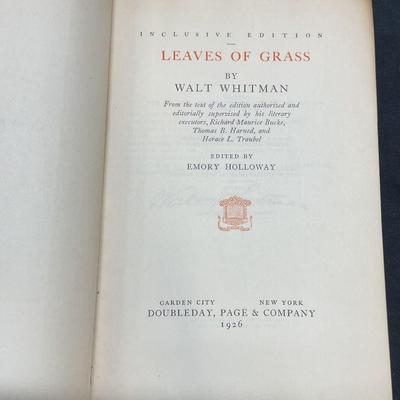 INCLUSIVE EDITION
LEAVES OF GRASS
BY
WALT WHITMAN
From the text of the edition authorized and
editorially supervised by his literary
executors, Richard Maurice Bucke,
Thomas B. Harned, and
Horace L. Traubel
EDITED BY
EMORY HOLLOWAY
GARDEN CITY NEW YORK
DOUBLEDAY, PAGE & COMPANY
1926